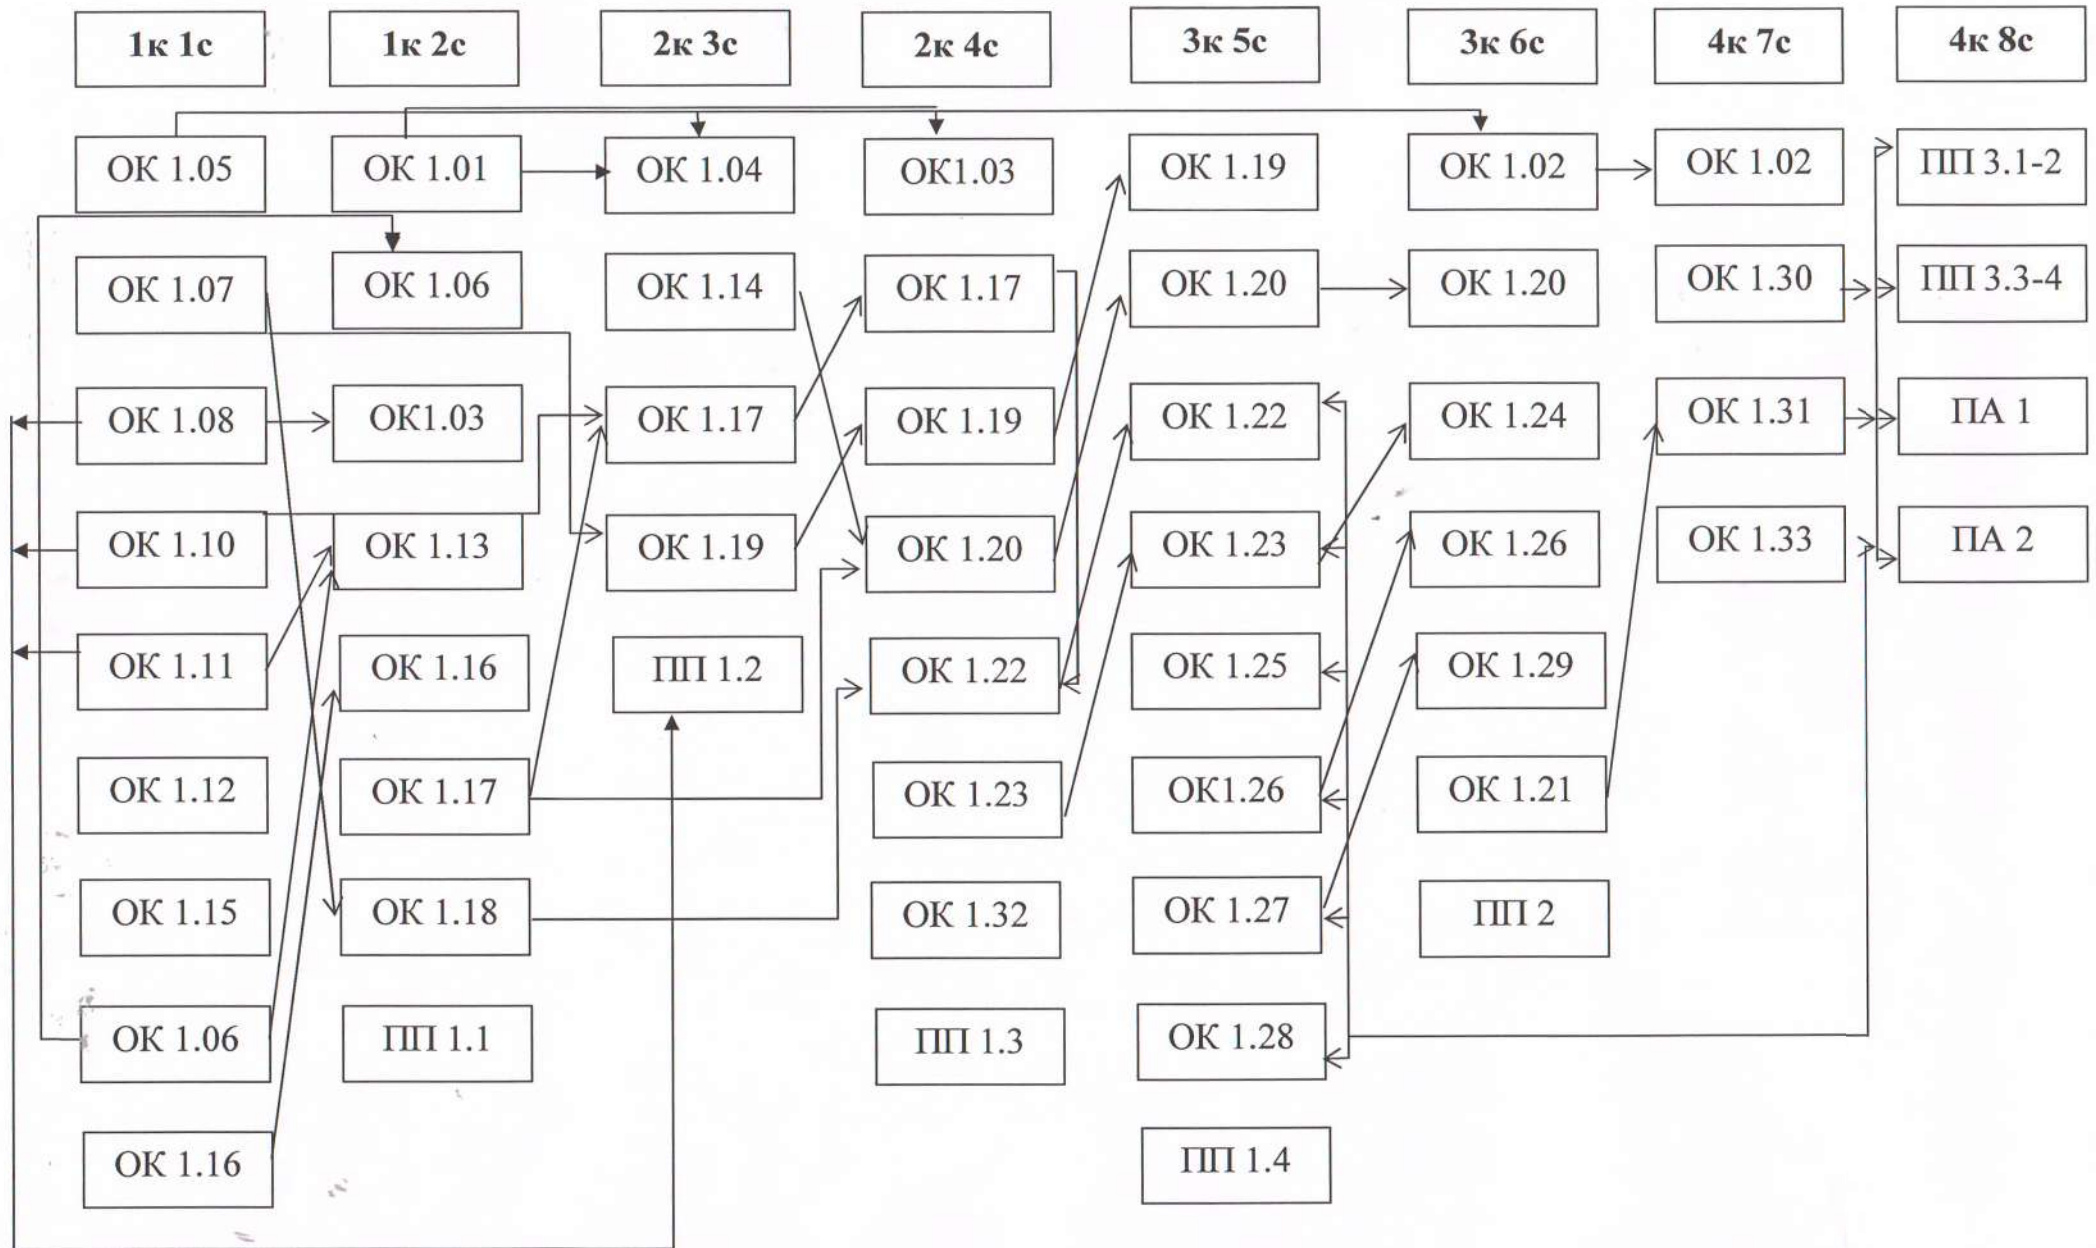 1к 1с 1к 2с 2к 3с 2к 4с 3к 5с 3к 6с 4к 7с 4к 8с
ОК 1.05 ОК 1.01 ОК 1.04 ОК1.03 ОК 1.19 ОК 1.02 ОК 1.02 ПП 3.1-2
ОК 1.07 ОК 1.06 ОК 1.14 ОК 1.17 ОК 1.20 ОК 1.20 ОК 1.30 ПП 3.3-4
ОК 1.08 ОК1.03 ОК 1.17 ОК 1.19 ОК 1.22 ОК 1.24 ОК 1.31 ПА 1
ОК 1.10 ОК 1.13 ОК 1.19 ОК 1.20 ОК 1.23 ОК 1.26 ОК 1.33 ПА 2
ОК 1.11 ОК 1.16 ПП 1.2 ОК 1.22 ОК 1.25 ОК 1.29
ОК 1.12 ОК 1.17 ОК 1.23 ОК1.26 ОК 1.21
ОК 1.15 ОК 1.18 ОК 1.32 ОК 1.27 ПП 2
ОК 1.06 ПП 1.1 ПП 1.3 ОК 1.28
ОК 1.16 ПП 1.4